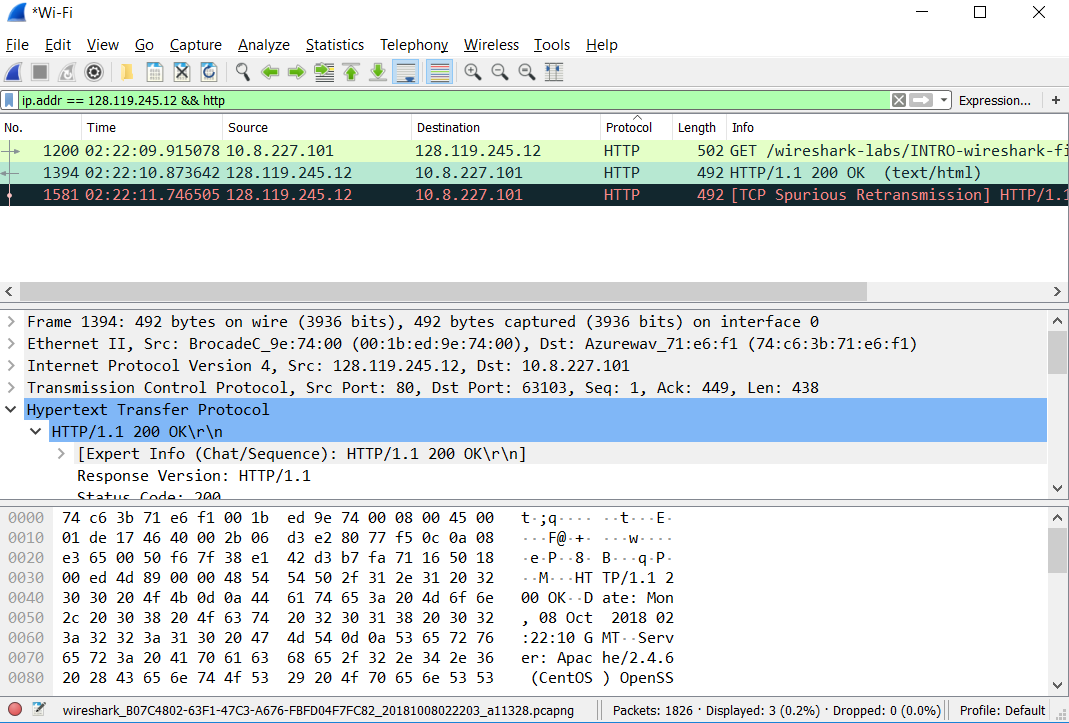 *Wi-Fi
File Edit View Go Capture Analyze Statistics Telephony Wireless Tools Help
ip.addr == 128.119.245.12 && http Expression... +
No. Time Source Destination Protocol Length Info
1200 02:22:09.915078 10.8.227.101 128.119.245.12 HTTP 502 GET /wireshark-labs/INTRO-wireshark-fi
1394 02:22:10.873642 128.119.245.12 10.8.227.101 HTTP 492 HTTP/1.1 200 OK (text/html)
1581 02:22:11.746505 128.119.245.12 10.8.227.101 HTTP 492 [TCP Spurious Retransmission] HTTP/1.1
Frame 1394: 492 bytes on wire (3936 bits), 492 bytes captured (3936 bits) on interface 0
Ethernet II, Src: BrocadeC_9e:74:00 (00:1b:ed:9e:74:00), Dst: Azurewav_71:e6:f1 (74:c6:3b:71:e6:f1)
Internet Protocol Version 4, Src: 128.119.245.12, Dst: 10.8.227.101
Transmission Control Protocol, Src Port: 80, Dst Port: 63103, Seq: 1, Ack: 449, Len: 438
Hypertext Transfer Protocol
HTTP/1.1 200 OK\r\n
[Expert Info (Chat/Sequence): HTTP/1.1 200 OK\r\n]
Response Version: HTTP/1.1
Status Code: 200
0000 74 c6 3b 71 e6 f1 00 1b ed 9e 74 00 08 00 45 00 t·;q···· ··t···E·
0010 01 de 17 46 40 00 2b 06 d3 e2 80 77 f5 0c 0a 08 ···F@·+· ···w····
0020 e3 65 00 50 f6 7f 38 e1 42 d3 b7 fa 71 16 50 18 ·e·P··8· B···q·P·
0030 00 ed 4d 89 00 00 48 54 54 50 2f 31 2e 31 20 32 ··M···HT TP/1.1 2
0040 30 30 20 4f 4b 0d 0a 44 61 74 65 3a 20 4d 6f 6e 00 OK··D ate: Mon
0050 2c 20 30 38 20 4f 63 74 20 32 30 31 38 20 30 32 , 08 Oct 2018 02
0060 3a 32 32 3a 31 30 20 47 4d 54 0d 0a 53 65 72 76 :22:10 G MT··Serv
0070 65 72 3a 20 41 70 61 63 68 65 2f 32 2e 34 2e 36 er: Apac he/2.4.6
0080 20 28 43 65 6e 74 4f 53 29 20 4f 70 65 6e 53 53 (CentOS ) OpenSS
wireshark_B07C4802-63F1-47C3-A676-FBFD04F7FC82_20181008022203_a11328.pcapng Packets: 1826 · Displayed: 3 (0.2%) · Dropped: 0 (0.0%) Profile: Default